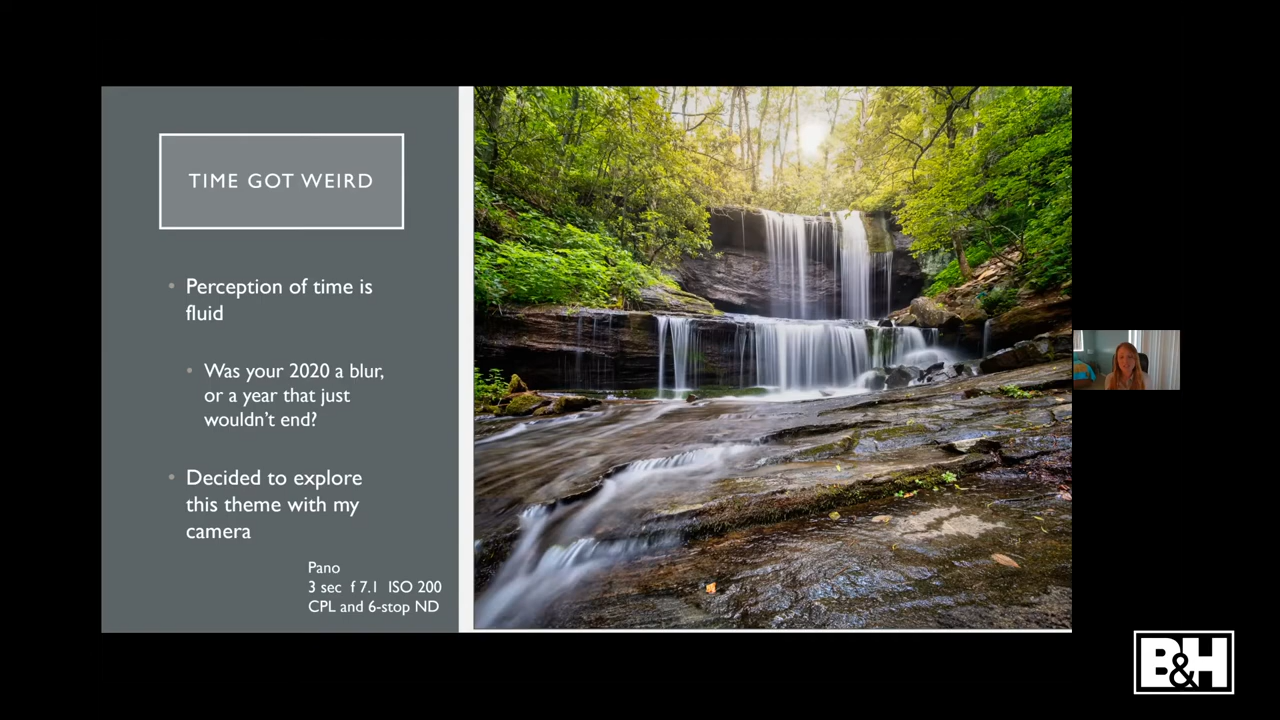 TIME GOT WEIRD
• Perception of time is
fluid
• Was your 2020 a blur,
or a year that just
wouldn't end?
• Decided to explore
this theme with my
camera
Pano
3 sec f 7.1 ISO 200
CPL and 6-stop ND
B&H